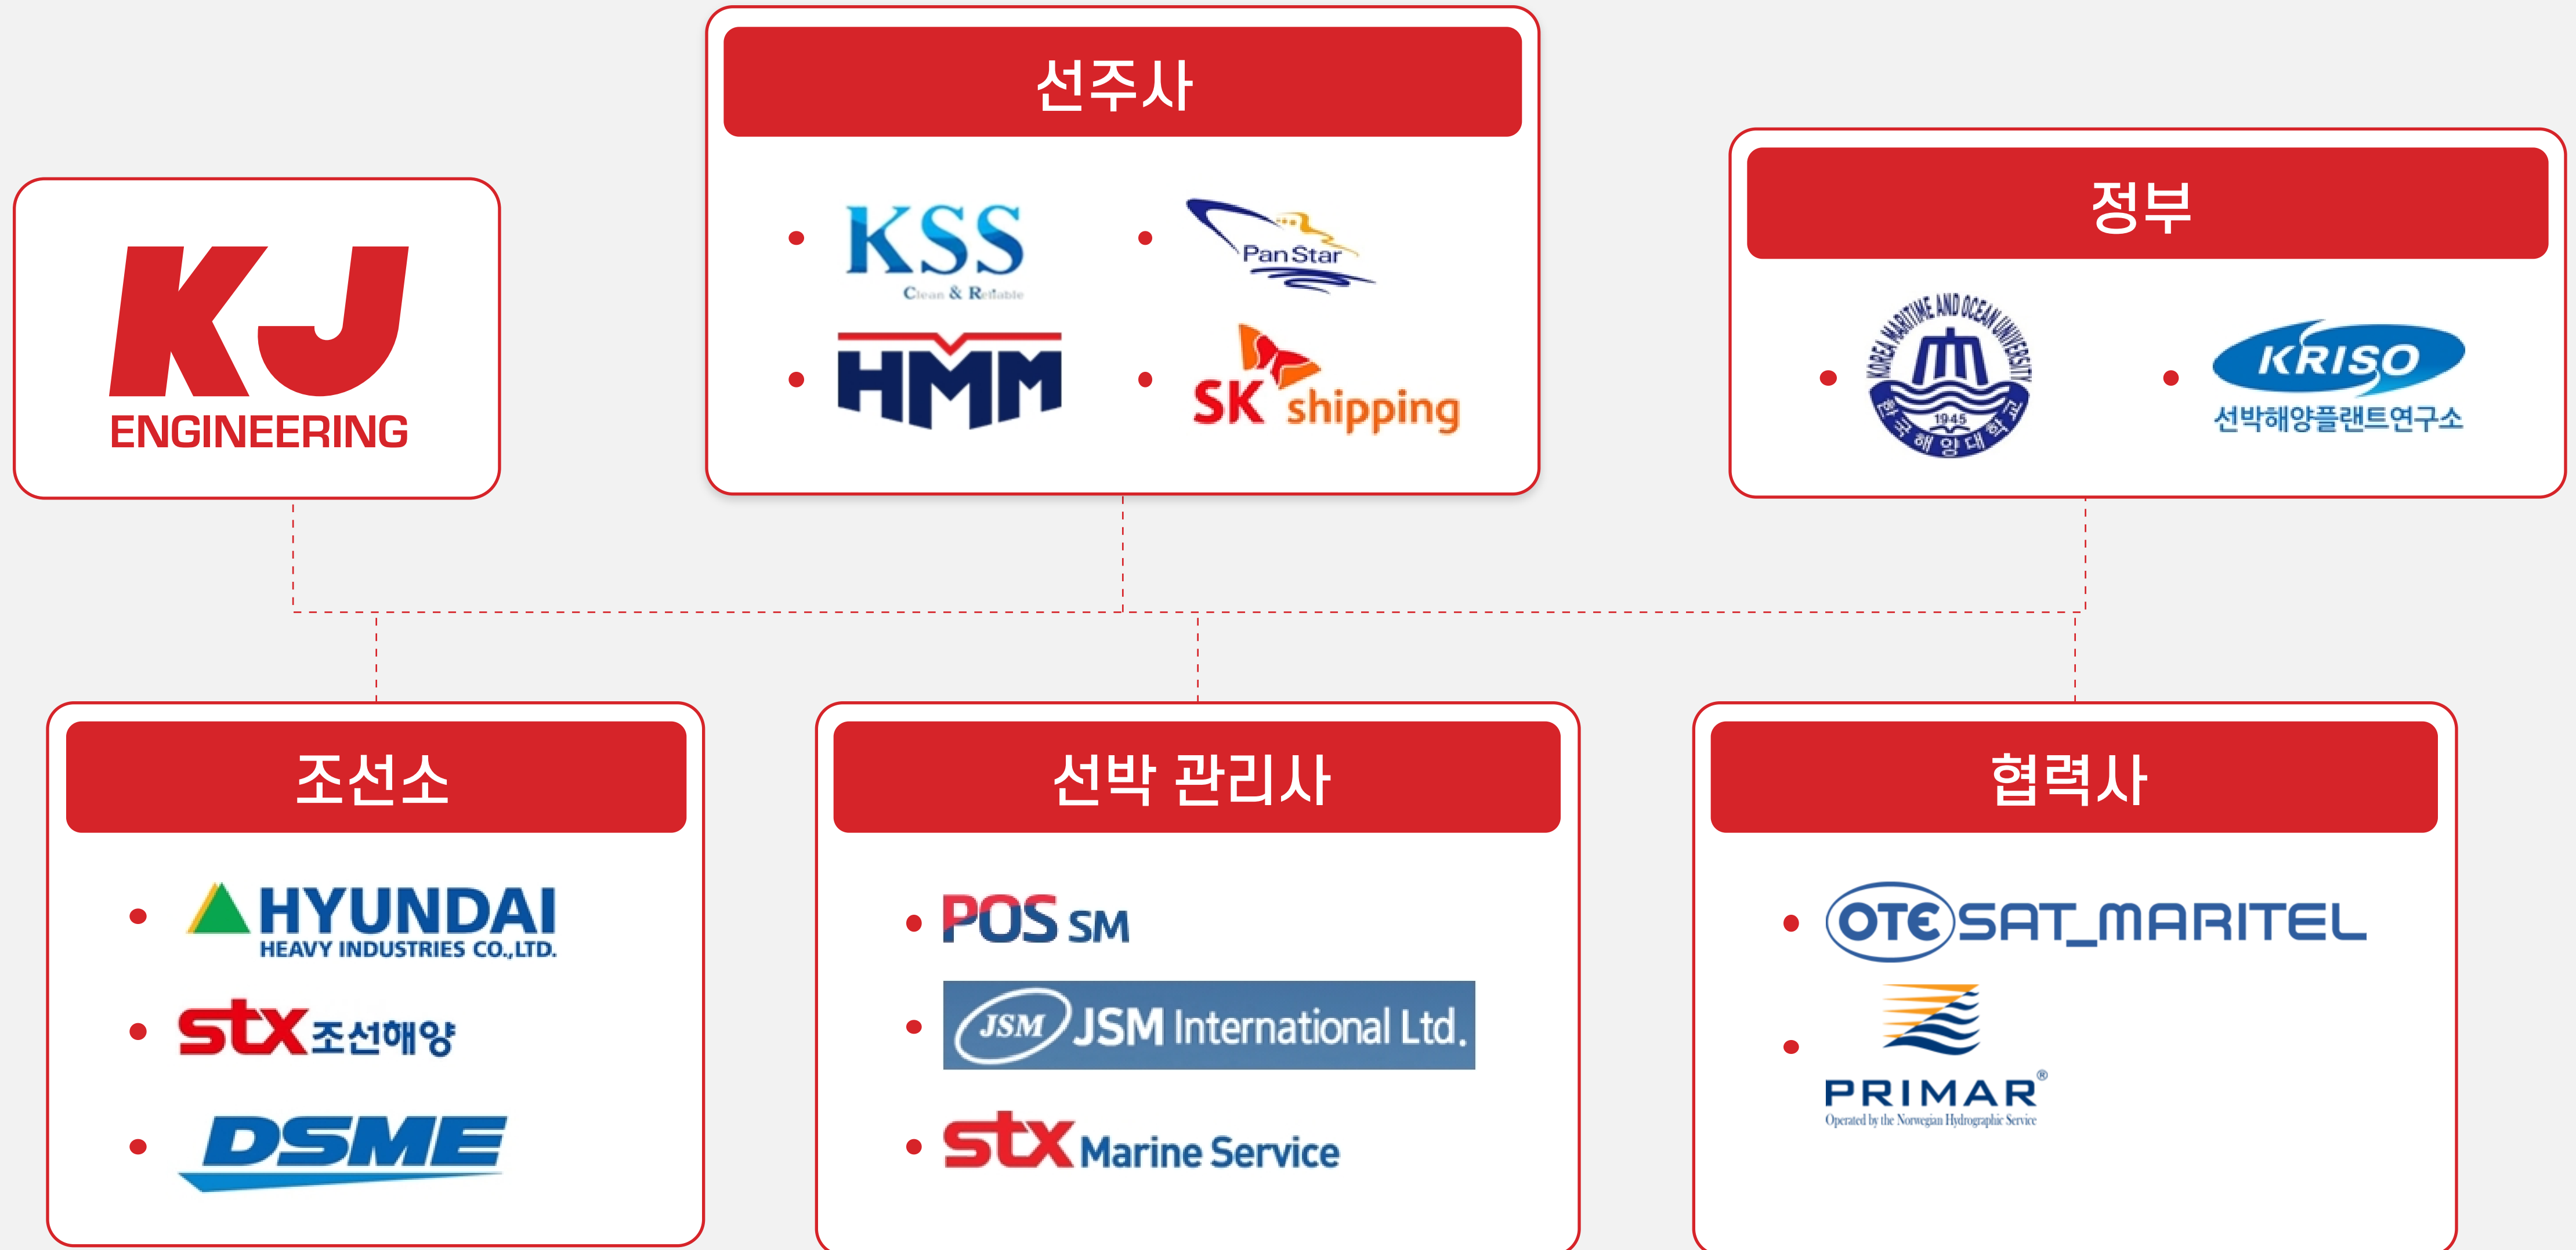 KJ
ENGINEERING
선주사
KSS
Clean & Reliable
Pan Star
HMM
SK shipping
정부
KOREA MARITIME AND OCEAN UNIVERSITY
1945
한국해양대학교
KRISO
선박해양플랜트연구소
조선소
HYUNDAI
HEAVY INDUSTRIES CO.,LTD.
stx 조선해양
DSME
선박 관리사
POS SM
JSM JSM International Ltd.
stx Marine Service
협력사
OTE SAT_MARITEL
PRIMAR®
Operated by the Norwegian Hydrographic Service